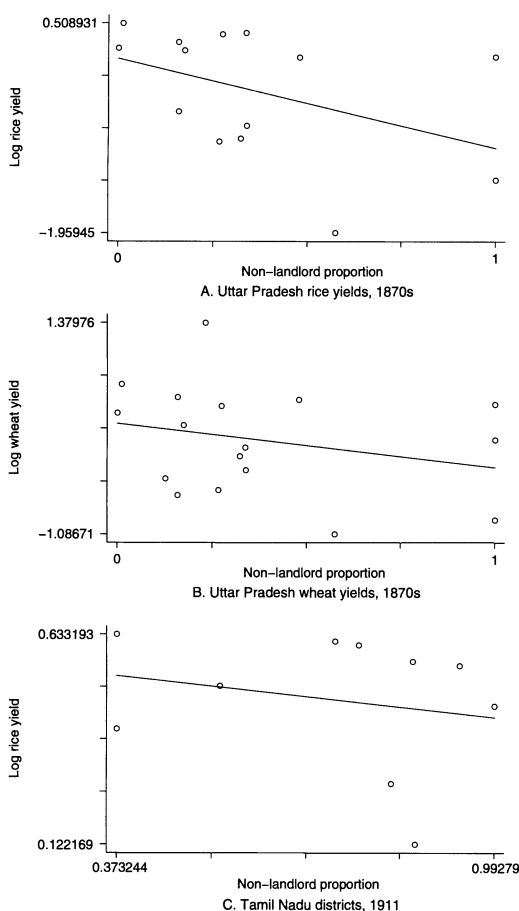 0.508931
Log rice yield
−1.95945
0
1
Non−landlord proportion
A. Uttar Pradesh rice yields, 1870s
1.37976
Log wheat yield
−1.08671
0
1
Non−landlord proportion
B. Uttar Pradesh wheat yields, 1870s
0.633193
Log rice yield
0.122169
0.373244
0.99279
Non−landlord proportion
C. Tamil Nadu districts, 1911